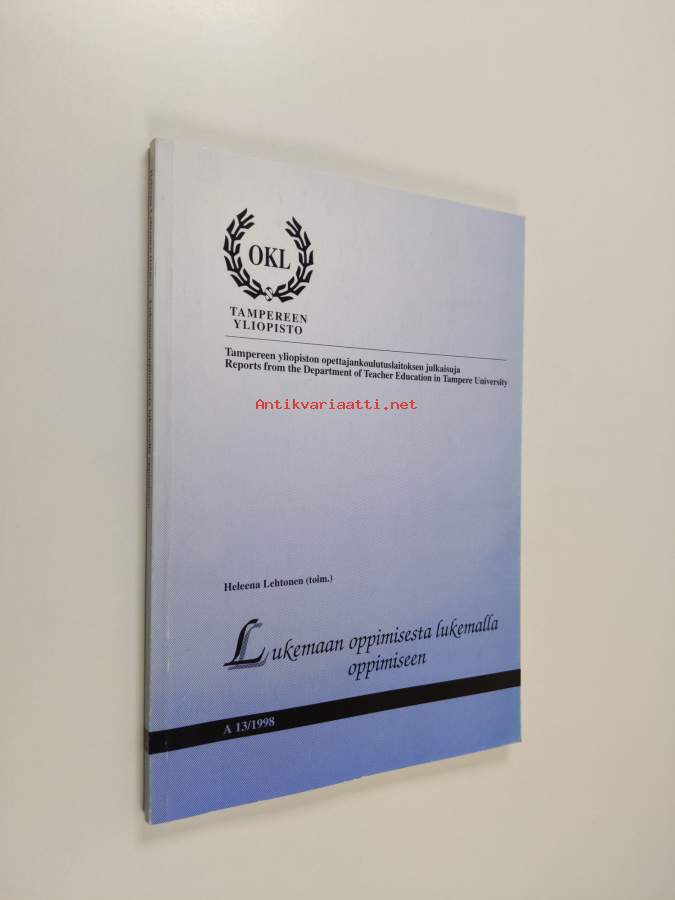 OKL
TAMPEREEN
YLIOPISTO
Tampereen yliopiston opettajankoulutuslaitoksen julkaisuja
Reports from the Department of Teacher Education in Tampere University
Antikvariaatti.net
Heleena Lehtonen (toim.)
Lukemaan oppimisesta lukemalla
oppimiseen
A 13/1998